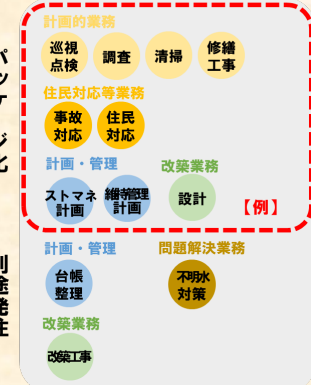 計画的業務
巡視
点検
調査
清掃
修繕
工事
住民対応等業務
事故
対応
住民
対応
計画・管理
改築業務
ストマネ
計画
維持管理
計画
設計
【例】
計画・管理
問題解決業務
台帳
整理
不明水
対策
改築業務
改築工事
パッケージ化
別途発注